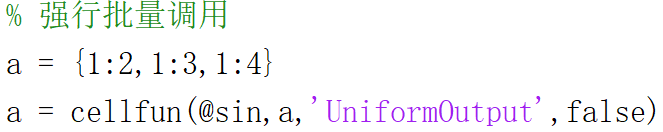 % 强行批量调用
a = {1:2,1:3,1:4}
a = cellfun(@sin,a,'UniformOutput',false)